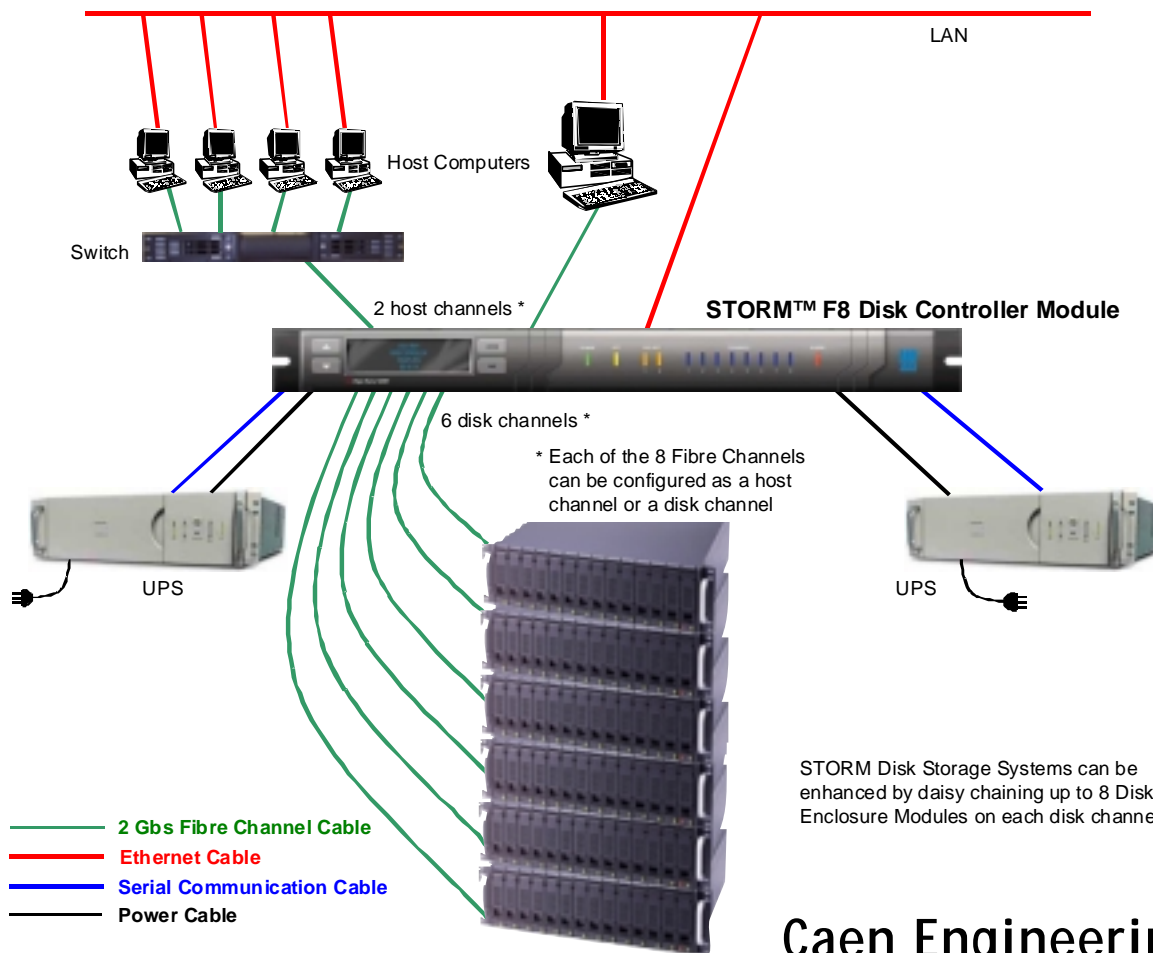 LAN
Host Computers
Switch
2 host channels *
STORM™ F8 Disk Controller Module
6 disk channels *
* Each of the 8 Fibre Channels
can be configured as a host
channel or a disk channel
UPS
UPS
STORM Disk Storage Systems can be
enhanced by daisy chaining up to 8 Disk
Enclosure Modules on each disk channe
2 Gbs Fibre Channel Cable
Ethernet Cable
Serial Communication Cable
Power Cable
Caen Engineerin